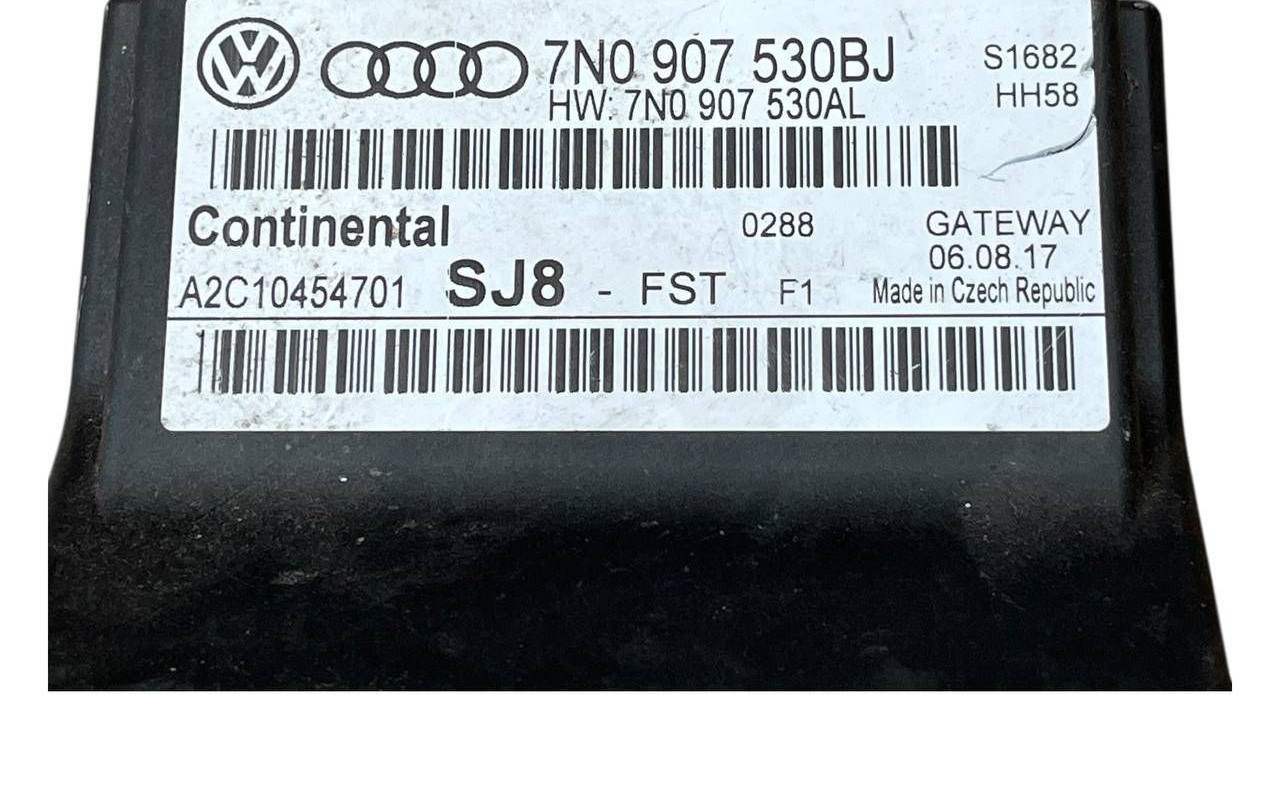 7N0 907 530BJ S1682
HW: 7N0 907 530AL HH58
Continental 0288 GATEWAY
06.08.17
A2C10454701 SJ8 - FST F1 Made in Czech Republic